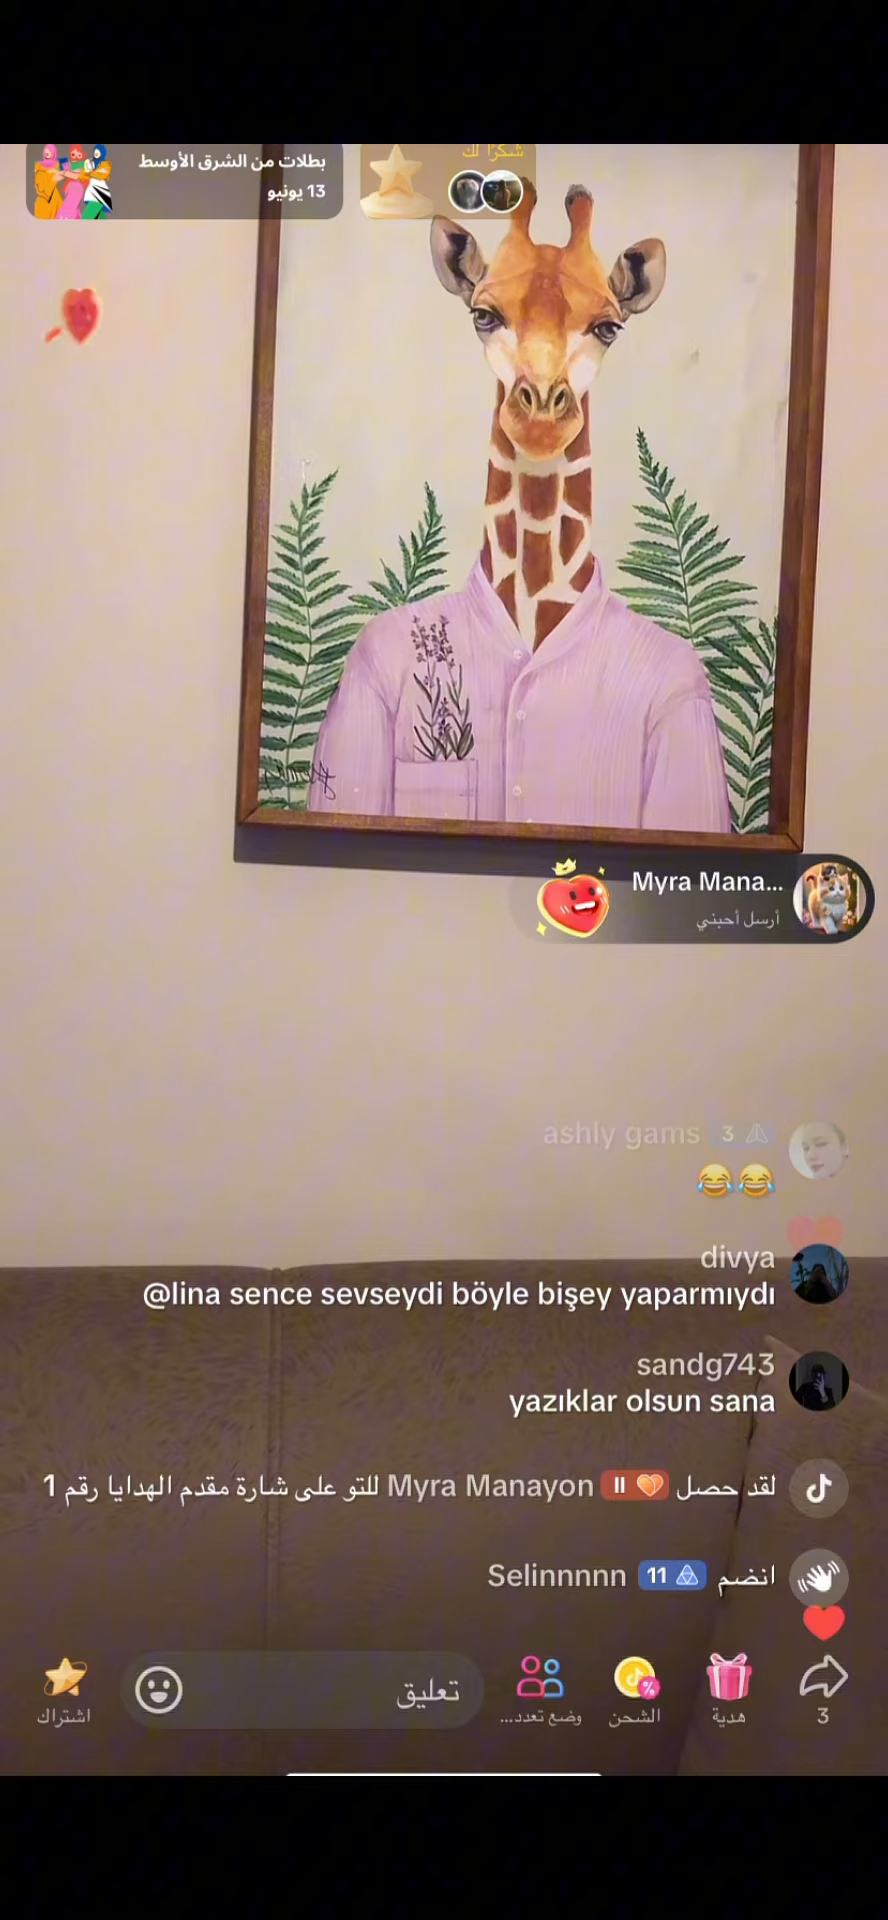 بطلات من الشرق الأوسط
13 يونيو
شكرًا لك
Myra Mana...
أرسل أحبني
ashly gams 3
😂😂
divya
@lina sence sevseydi böyle bişey yaparmıydı
sandg743
yazıklar olsun sana
لقد حصل II Myra Manayon للتو على شارة مقدم الهدايا رقم 1
انضم 11 Selinnnnn
اشتراك
تعليق
وضع تعدد...
الشحن
هدية
3